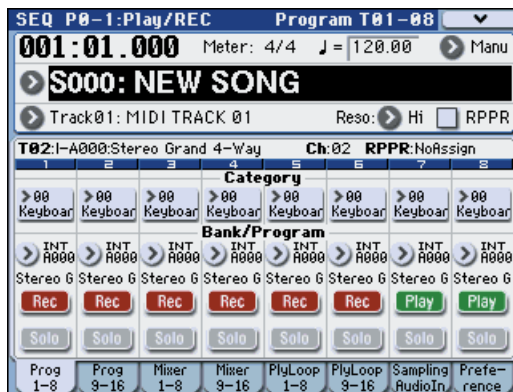 SEQ P0-1:Play/REC Program T01-08
001:01.000 Meter: 4/4 ♩= 120.00 Manu
S000: NEW SONG
Track01: MIDI TRACK 01 Reso: Hi RPPR
T02:I-A000:Stereo Grand 4-Way Ch:02 RPPR:NoAssign
1 2 3 4 5 6 7 8
Category
>00 >00 >00 >00 >00 >00 >00 >00
Keyboar Keyboar Keyboar Keyboar Keyboar Keyboar Keyboar Keyboar
Bank/Program
INT INT INT INT INT INT INT INT
A000 A000 A000 A000 A000 A000 A000 A000
Stereo G Stereo G Stereo G Stereo G Stereo G Stereo G Stereo G Stereo G
Rec Rec Rec Rec Rec Rec Play Play
Solo Solo Solo Solo Solo Solo Solo Solo
Prog Prog Mixer Mixer PlyLoop PlyLoop Sampling Prefe-
1-8 9-16 1-8 9-16 1-8 9-16 AudioIn rence